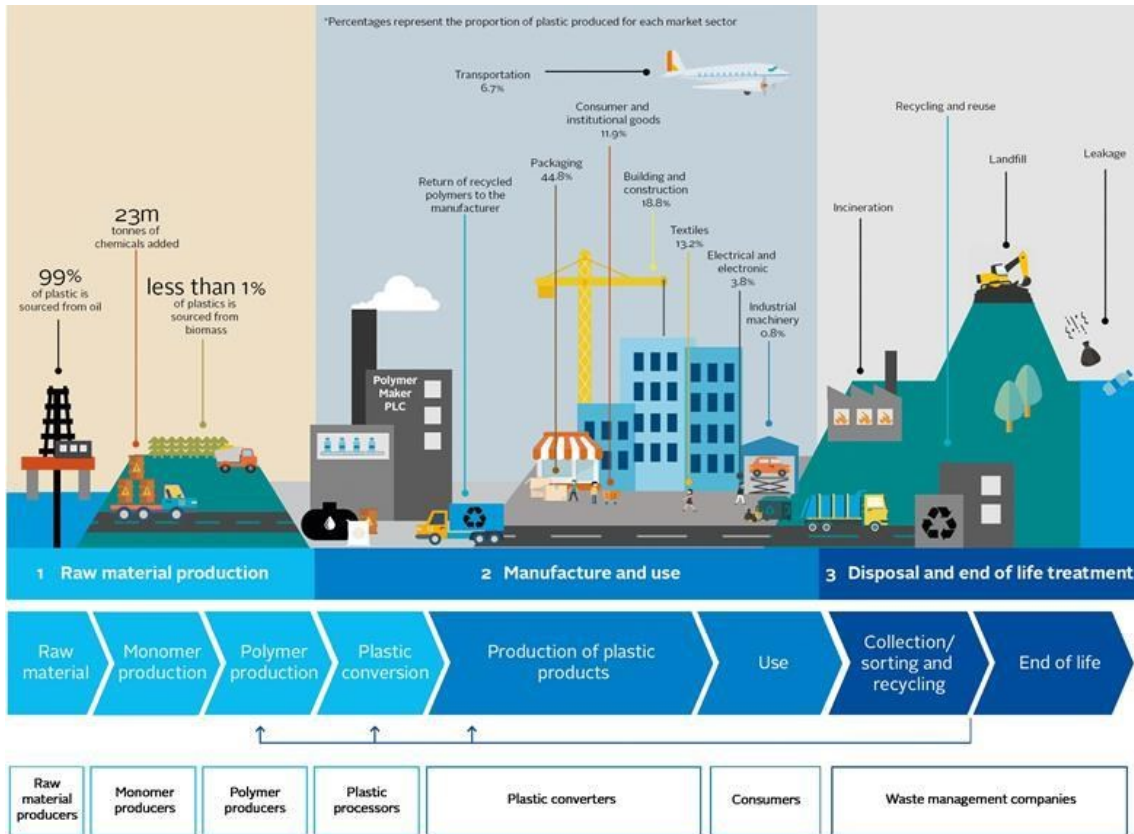 *Percentages represent the proportion of plastic produced for each market sector
Transportation
6.7%
Consumer and
institutional goods
11.9%
Recycling and reuse
Packaging
44.8%
Building and
construction
18.8%
Landfill
Leakage
Return of recycled
polymers to the
manufacturer
23m
tonnes of
chemicals added
Incineration
Textiles
13.2%
Electrical and
electronic
3.8%
99%
of plastic is
sourced from oil
less than 1%
of plastics is
sourced from
biomass
Industrial
machinery
0.8%
Polymer
Maker
PLC
1 Raw material production
2 Manufacture and use
3 Disposal and end of life treatment
Raw
material
Monomer
production
Polymer
production
Plastic
conversion
Production of plastic
products
Use
Collection/
sorting and
recycling
End of life
Raw
material
producers
Monomer
producers
Polymer
producers
Plastic
processors
Plastic converters
Consumers
Waste management companies